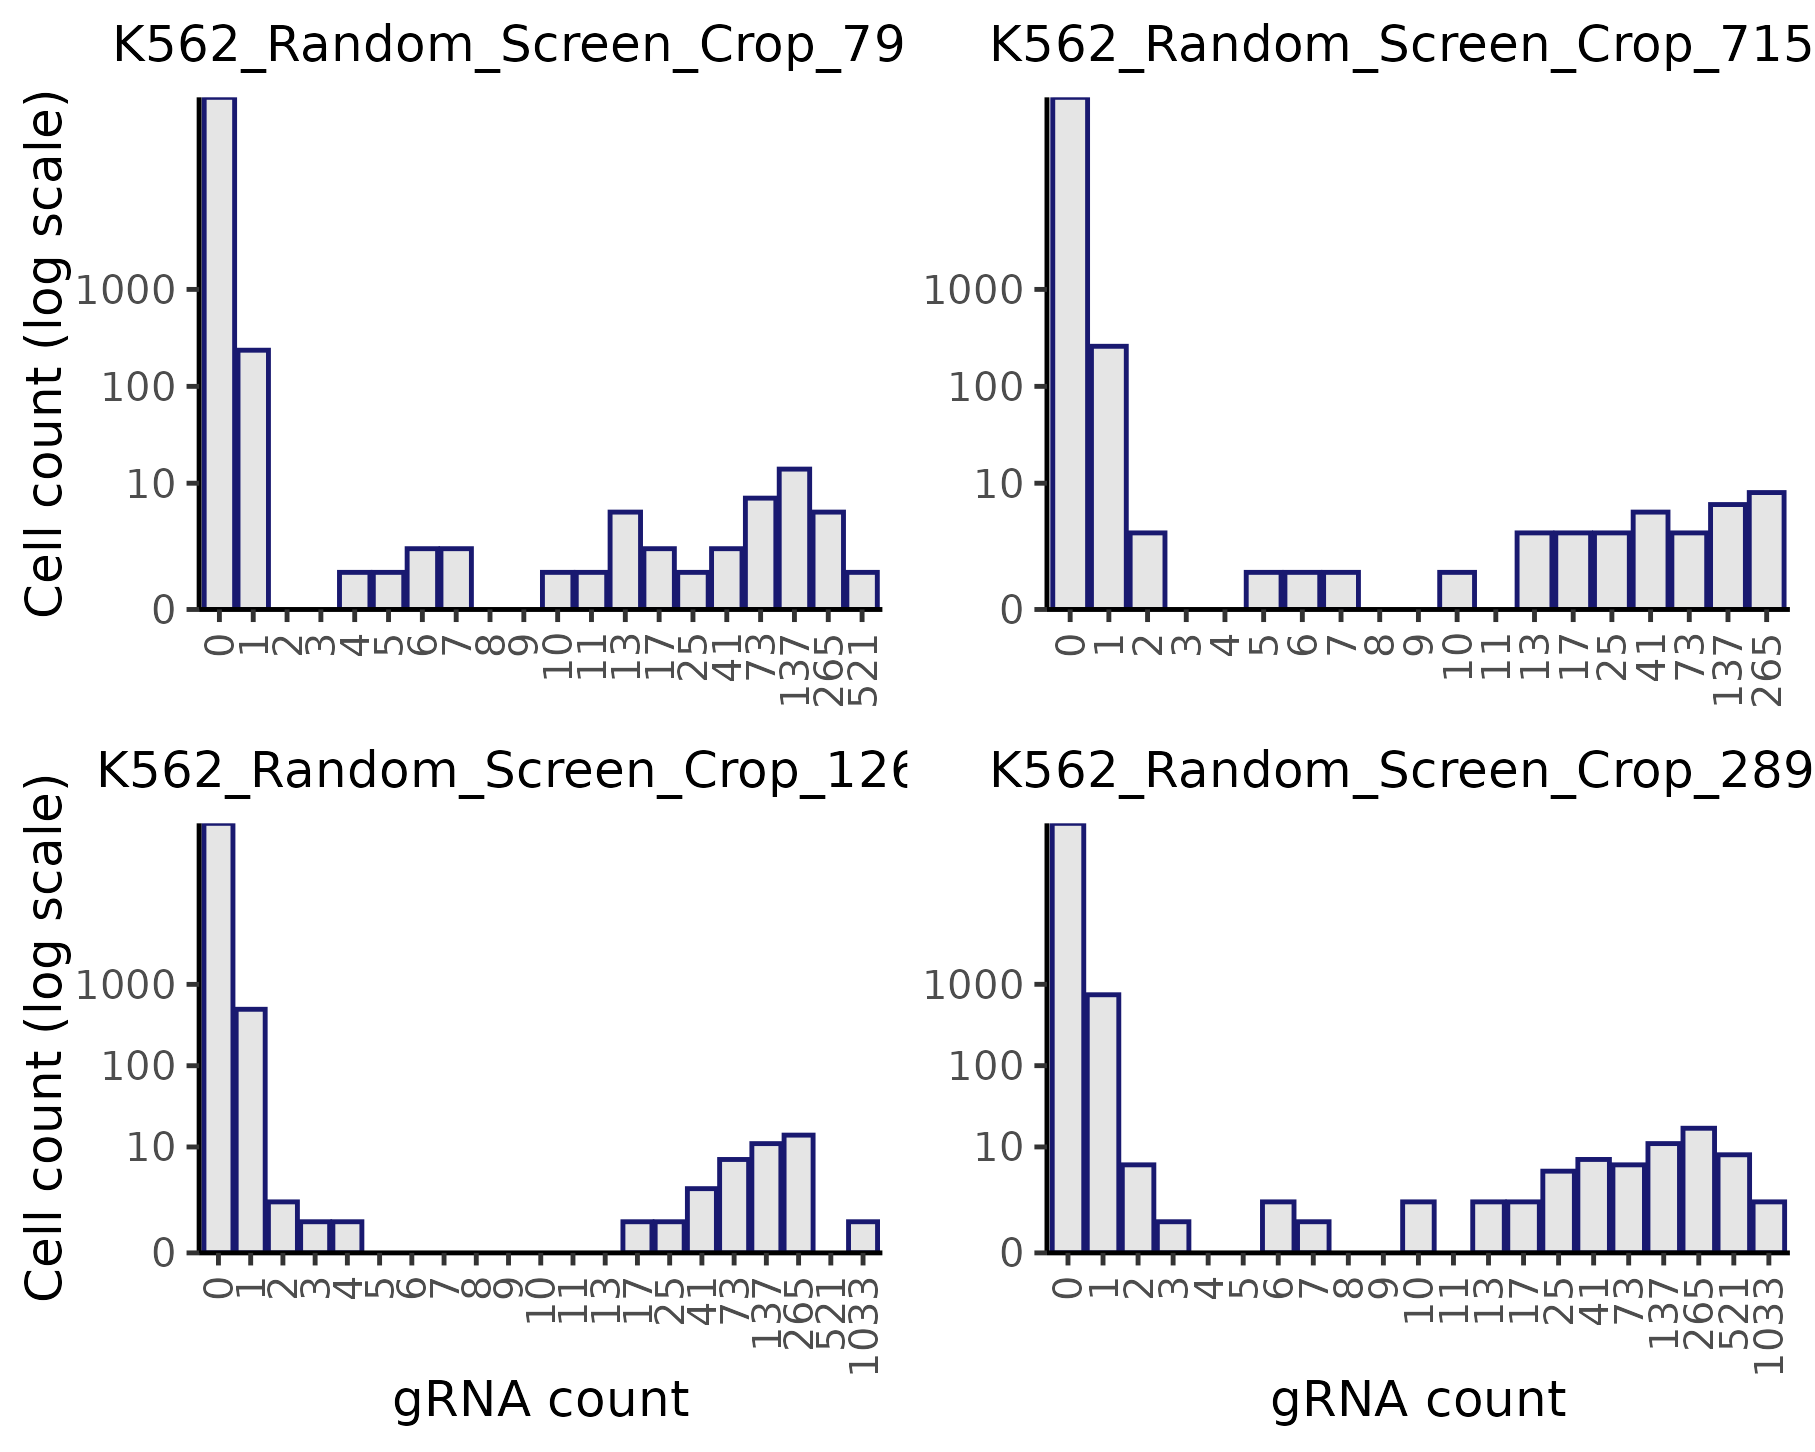 K562_Random_Screen_Crop_79
K562_Random_Screen_Crop_715
Cell count (log scale)
1000
100
10
0
0 1 2 3 4 5 6 7 8 9 10 11 13 17 25 41 73 137 265 521
1000
100
10
0
0 1 2 3 4 5 6 7 8 9 10 11 13 17 25 41 73 137 265
K562_Random_Screen_Crop_126
K562_Random_Screen_Crop_289
Cell count (log scale)
1000
100
10
0
0 1 2 3 4 5 6 7 8 9 10 11 13 17 25 41 73 137 265 521 1033
gRNA count
1000
100
10
0
0 1 2 3 4 5 6 7 8 9 10 11 13 17 25 41 73 137 265 521 1033
gRNA count